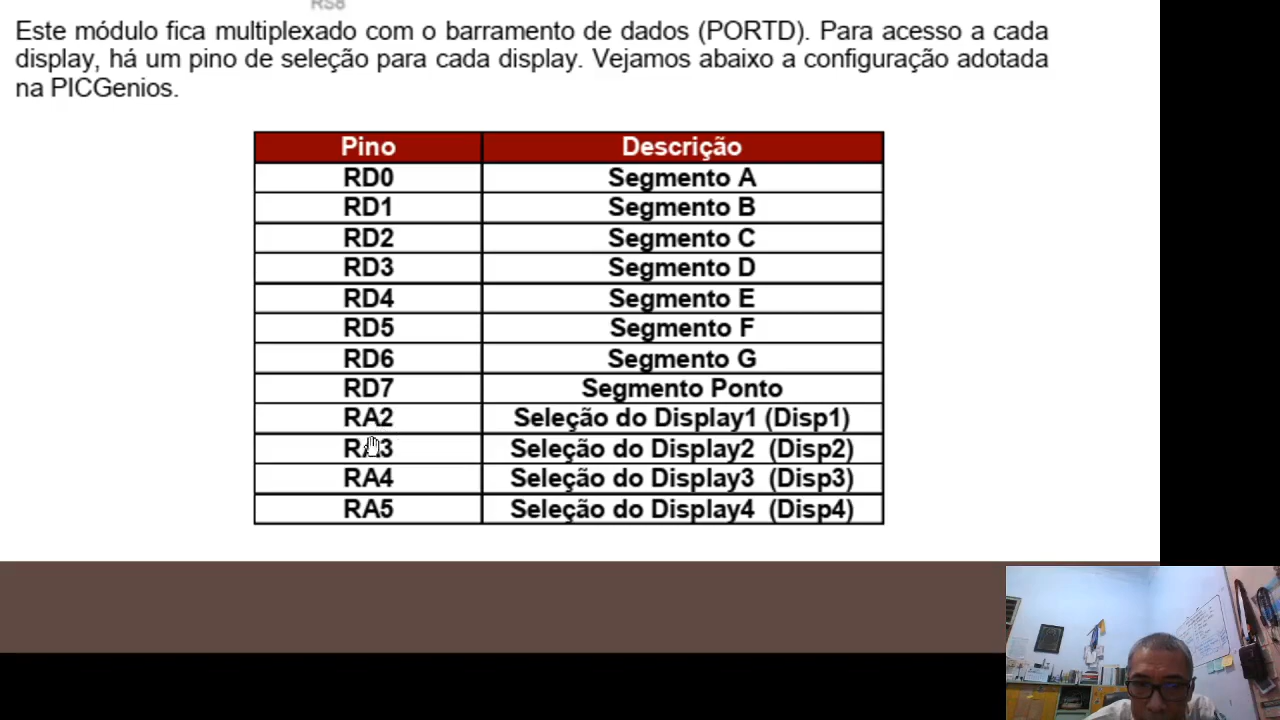 RS8
Este módulo fica multiplexado com o barramento de dados (PORTD). Para acesso a cada
display, há um pino de seleção para cada display. Vejamos abaixo a configuração adotada
na PICGenios.
Pino Descrição
RD0 Segmento A
RD1 Segmento B
RD2 Segmento C
RD3 Segmento D
RD4 Segmento E
RD5 Segmento F
RD6 Segmento G
RD7 Segmento Ponto
RA2 Seleção do Display1 (Disp1)
RA3 Seleção do Display2 (Disp2)
RA4 Seleção do Display3 (Disp3)
RA5 Seleção do Display4 (Disp4)